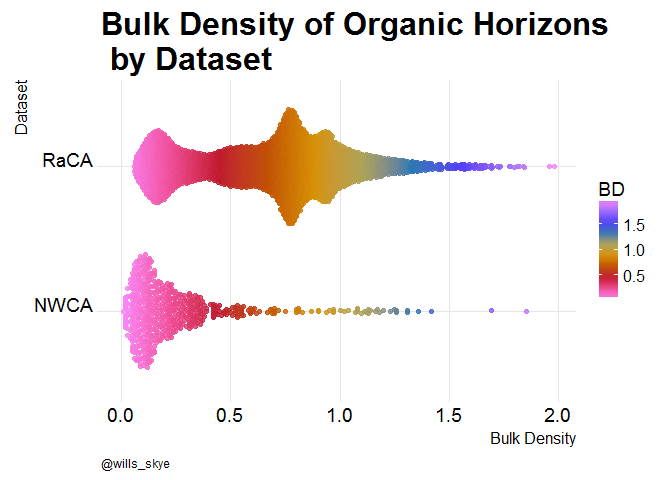 Bulk Density of Organic Horizons
by Dataset
Dataset
RaCA
NWCA
BD
1.5
1.0
0.5
0.0 0.5 1.0 1.5 2.0
Bulk Density
@wills_skye